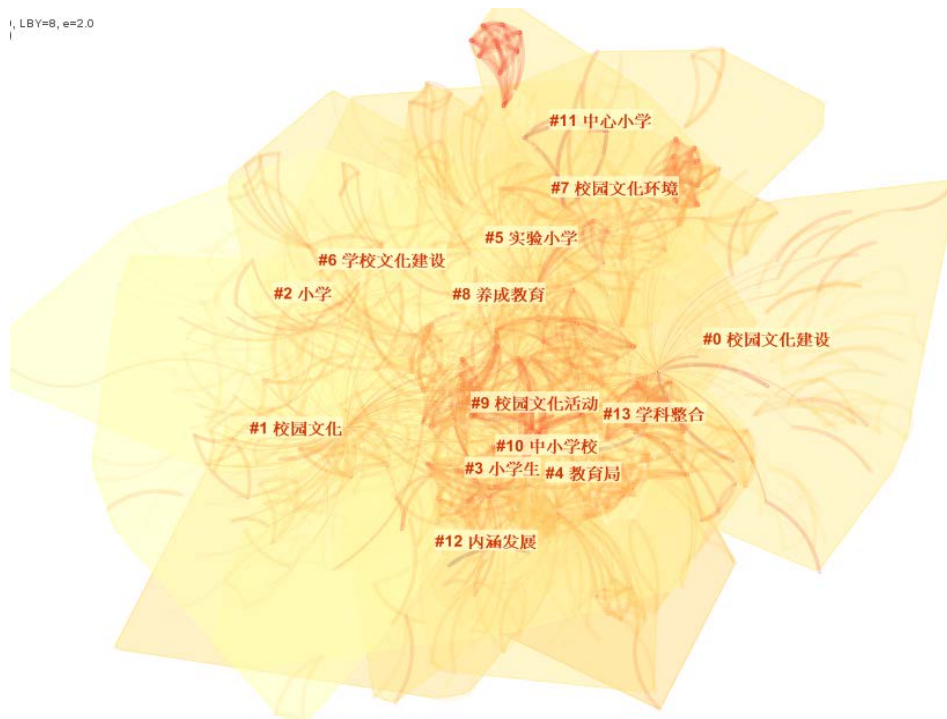 , LBY=8, e=2.0
#11 中心小学
#7 校园文化环境
#5 实验小学
#6 学校文化建设
#2 小学
#8 养成教育
#0 校园文化建设
#9 校园文化活动
#13 学科整合
#1 校园文化
#10 中小学校
#3 小学生
#4 教育局
#12 内涵发展